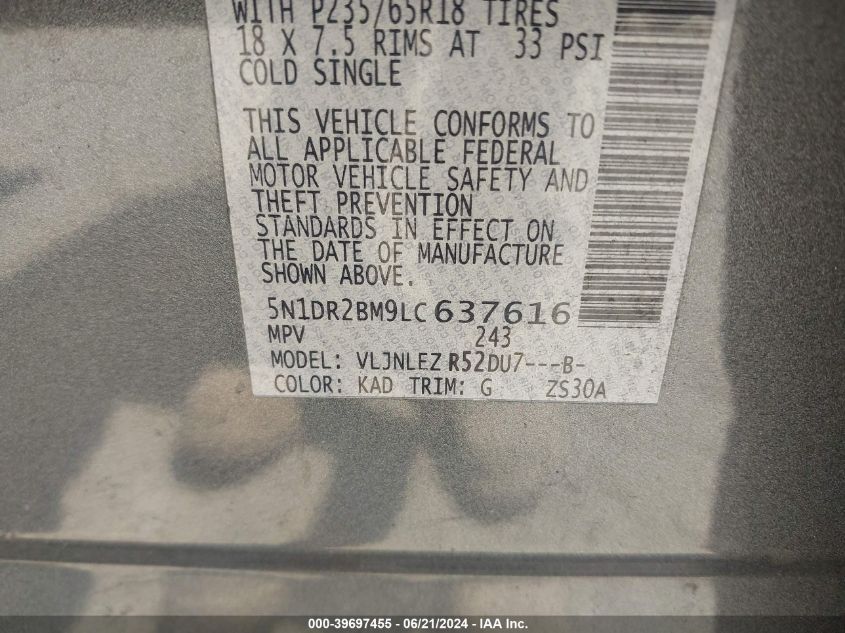 WITH P235/65R18 TIRES
18 X 7.5 RIMS AT 33 PSI
COLD SINGLE
THIS VEHICLE CONFORMS TO
ALL APPLICABLE FEDERAL
MOTOR VEHICLE SAFETY AND
THEFT PREVENTION
STANDARDS IN EFFECT ON
THE DATE OF MANUFACTURE
SHOWN ABOVE.
5N1DR2BM9LC637616
MPV 243
MODEL: VLJNLEZ R52DU7---B-
COLOR: KAD TRIM: G ZS30A
000-39697455 - 06/21/2024 - IAA Inc.